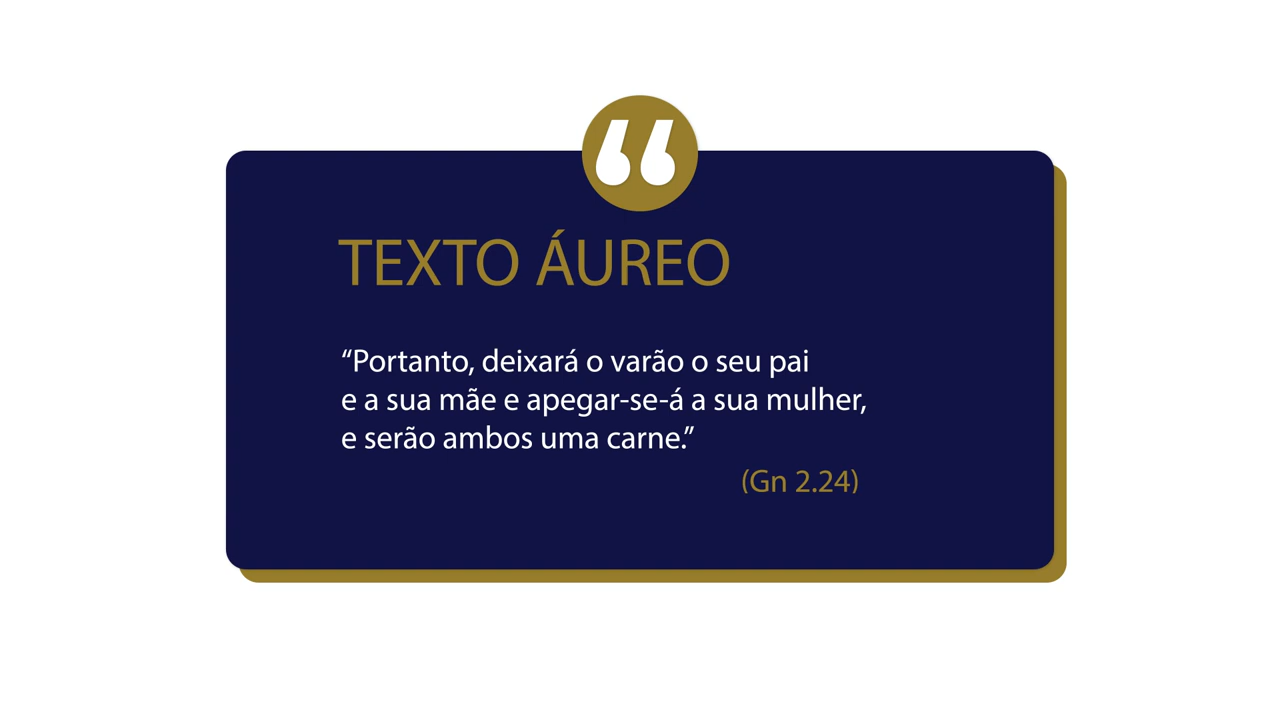 TEXTO ÁUREO
“Portanto, deixará o varão o seu pai
e a sua mãe e apegar-se-á a sua mulher,
e serão ambos uma carne.”
(Gn 2.24)